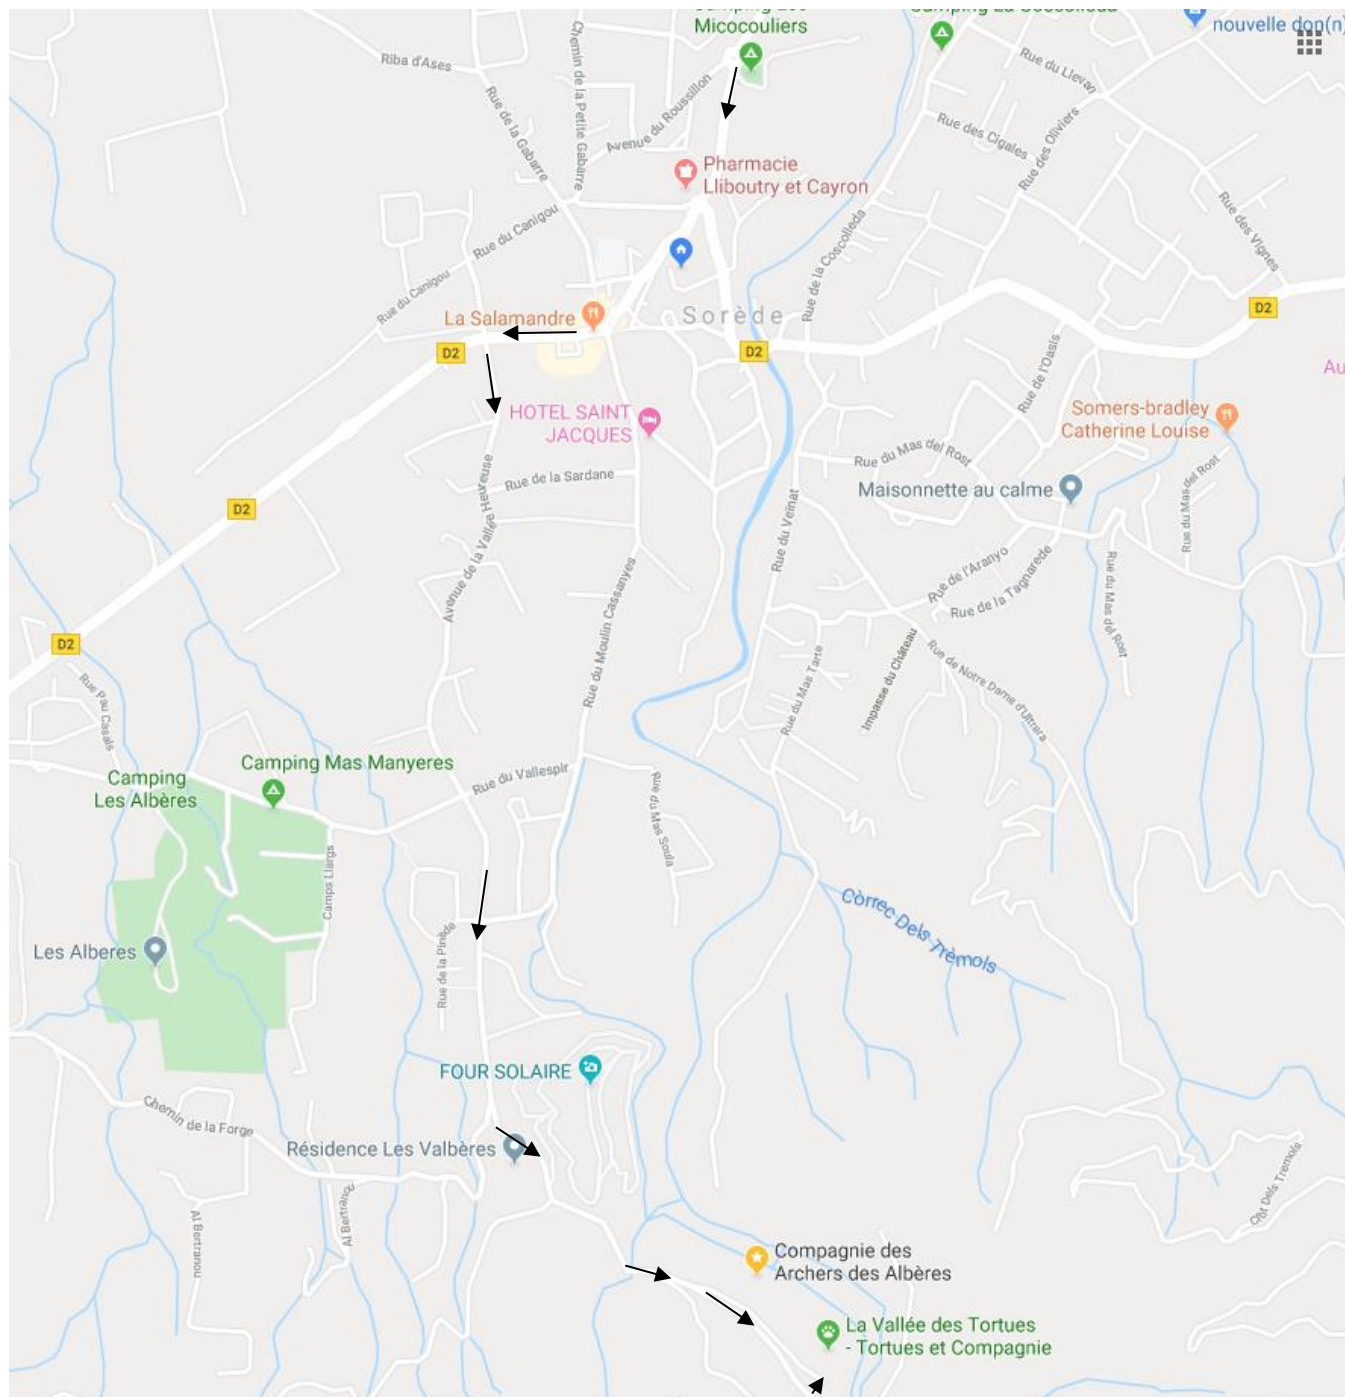 Micocouliers
nouvelle don(n)
Riba d'Ases
Chemin de la Petite Gabarre
Rue de la Gabarre
Avenue du Roussillon
Rue du Llevan
Rue des Oliviers
Rue des Cigales
Pharmacie
Lliboutry et Cayron
Rue du Canigou
Rue du Canigou
Rue de la Coscolleda
Rue des Vignes
La Salamandre
Sorède
D2
D2
D2
Rue de l'Oasis
Au
HOTEL SAINT
JACQUES
Somers-bradley
Catherine Louise
Rue du Mas del Rost
Rue de la Sardane
Maisonnette au calme
Rue du Mas del Rost
D2
Avenue de la Vallée Heureuse
Rue du Veïnat
Rue de l'Aranyo
Rue de la Tagnarede
Rue du Mas del Rost
Rue du Moulin Cassanyes
D2
Rue Pau Casals
Rue du Mas Tarte
Impasse du Château
Rue de Notre Dame d'Ultrera
Camping
Les Albères
Camping Mas Manyeres
Rue du Vallespir
Rue du Mas Soula
Camps Llargs
Còrrec Dels Trèmols
Les Alberes
Rue de la Pinède
FOUR SOLAIRE
Chemin de la Forge
Résidence Les Valbères
Al Bertranou
Al Bertranou
Clot Dels Tremols
Compagnie des
Archers des Albères
La Vallée des Tortues
- Tortues et Compagnie